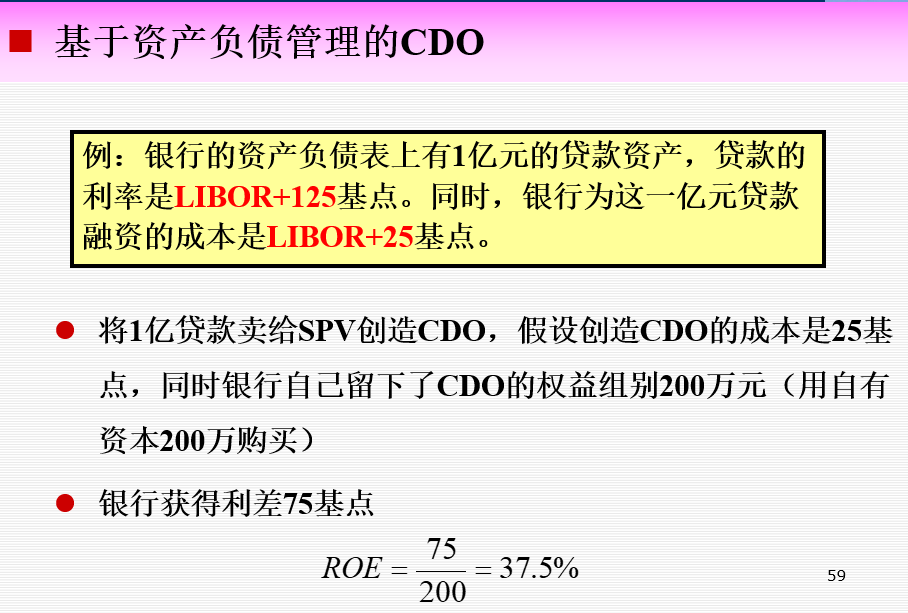 基于资产负债管理的CDO
例：银行的资产负债表上有1亿元的贷款资产，贷款的
利率是LIBOR+125基点。同时，银行为这一亿元贷款
融资的成本是LIBOR+25基点。
将1亿贷款卖给SPV创造CDO，假设创造CDO的成本是25基
点，同时银行自己留下了CDO的权益组别200万元（用自有
资本200万购买）
银行获得利差75基点
ROE = 75/200 = 37.5%
59